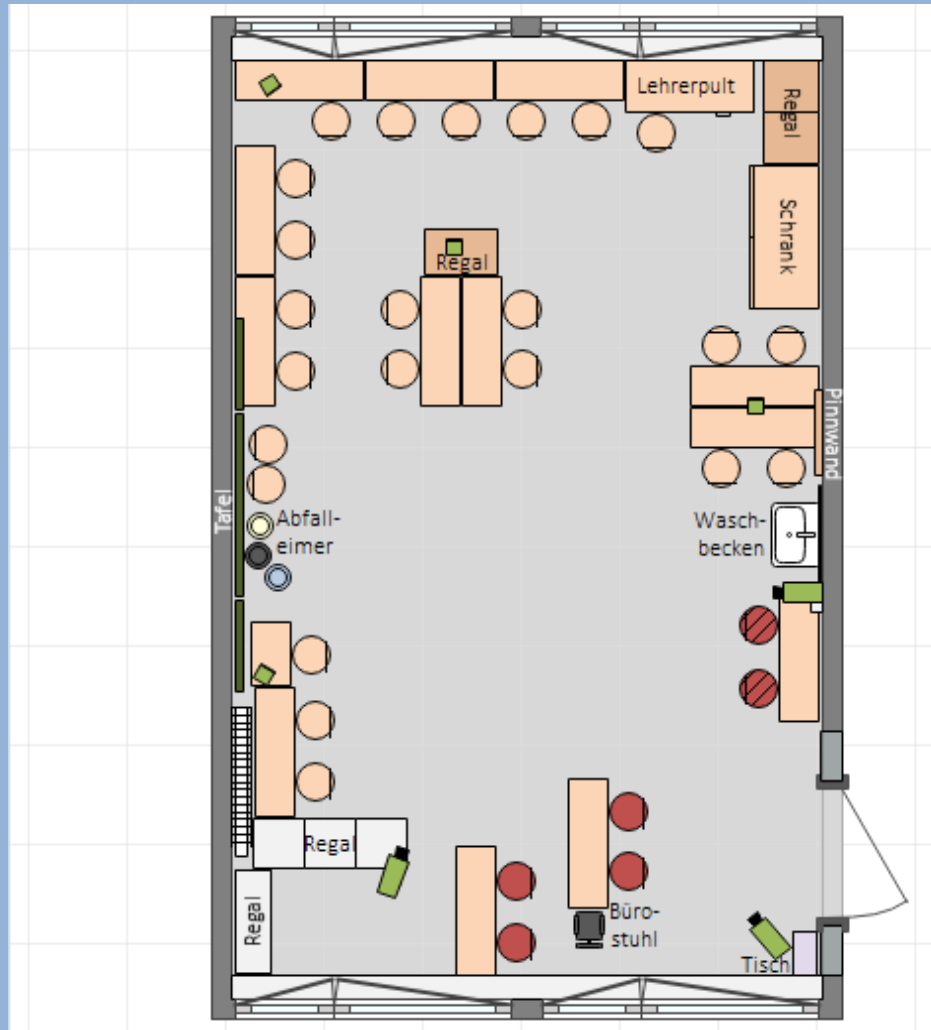 Lehrerpult
Regal
Schrank
Regal
Pinnwand
Tafel
Abfall-
eimer
Wasch-
becken
Regal
Regal
Büro-
stuhl
Tisch